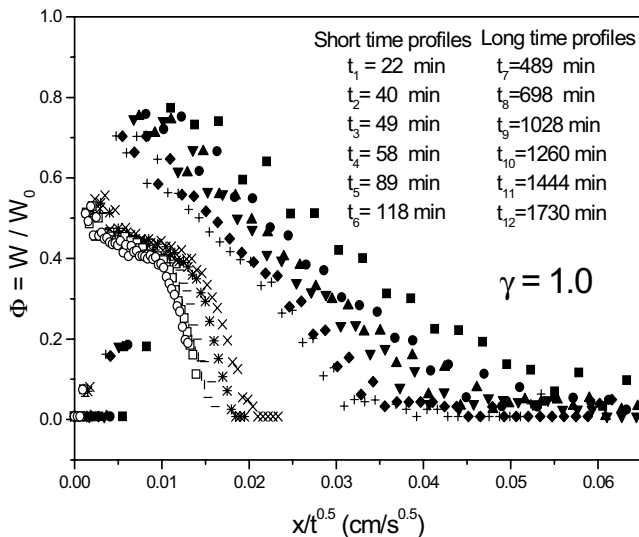 Short time profiles Long time profiles
t1 = 22 min t7=489 min
t2 = 40 min t8=698 min
t3 = 49 min t9=1028 min
t4 = 58 min t10=1260 min
t5 = 89 min t11=1444 min
t6 = 118 min t12=1730 min
γ = 1.0
1.0
0.8
0.6
0.4
0.2
0.0
Φ = W / W0
0.00 0.01 0.02 0.03 0.04 0.05 0.06
x/t^0.5 (cm/s^0.5)